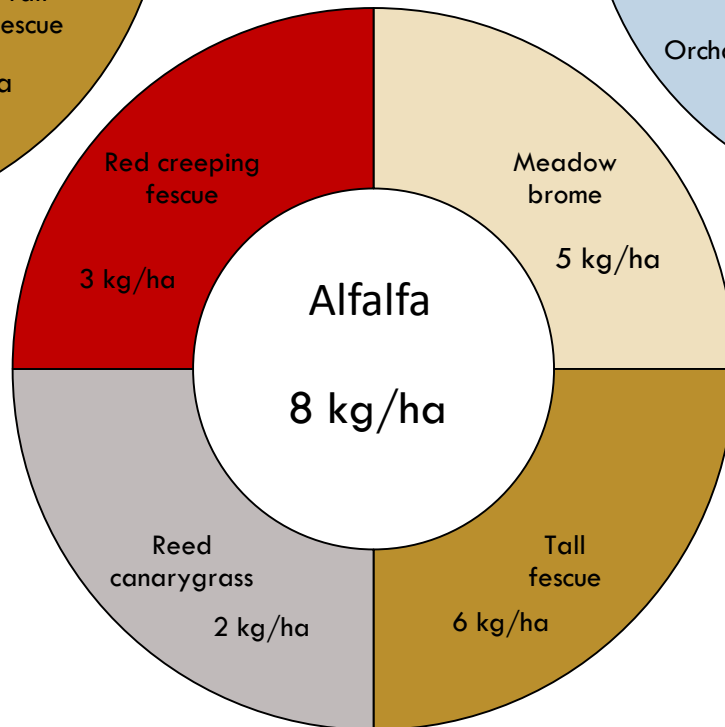 escue
a
Red creeping
fescue
3 kg/ha
Meadow
brome
5 kg/ha
Alfalfa
8 kg/ha
Reed
canarygrass
2 kg/ha
Tall
fescue
6 kg/ha